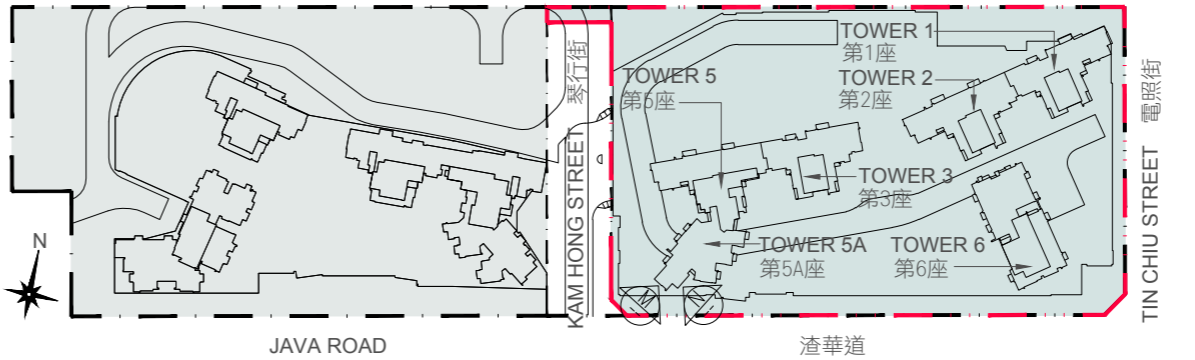 TOWER 1
第1座
TOWER 5
第5座
TOWER 2
第2座
TOWER 3
第3座
TOWER 5A
第5A座
TOWER 6
第6座
N
琴行街
KAM HONG STREET
電照街
TIN CHIU STREET
JAVA ROAD
渣華道